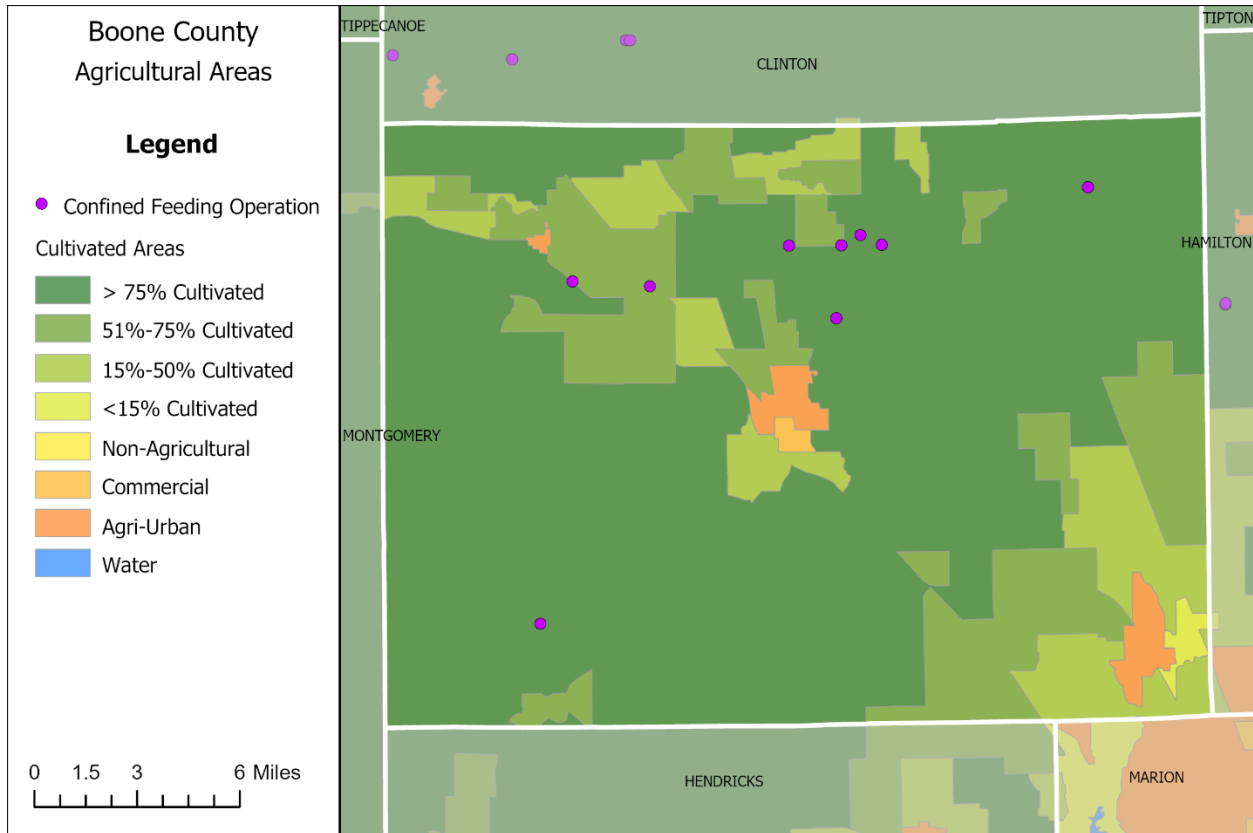 Boone County
Agricultural Areas
Legend
Confined Feeding Operation
Cultivated Areas
> 75% Cultivated
51%-75% Cultivated
15%-50% Cultivated
<15% Cultivated
Non-Agricultural
Commercial
Agri-Urban
Water
0 1.5 3 6 Miles
TIPPECANOE
TIPTON
CLINTON
HAMILTON
MONTGOMERY
HENDRICKS
MARION